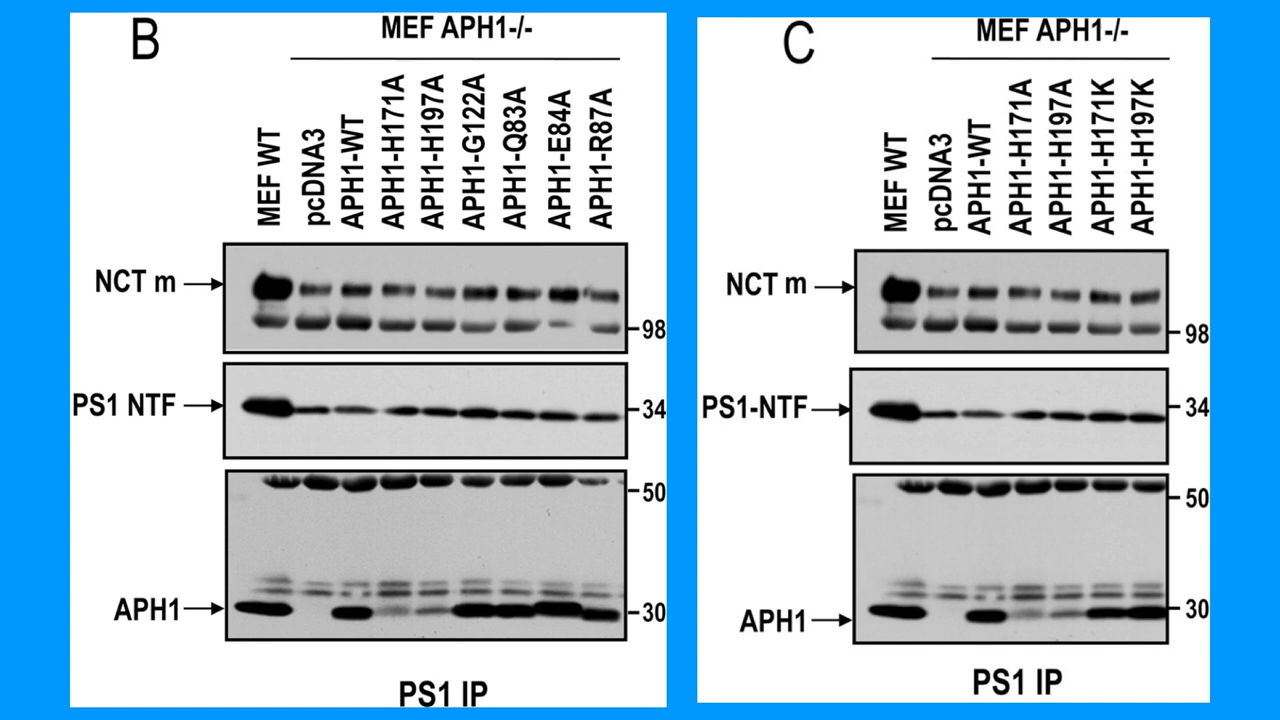 B
MEF APH1-/-
MEF WT
pcDNA3
APH1-WT
APH1-H171A
APH1-H197A
APH1-G122A
APH1-Q83A
APH1-E84A
APH1-R87A
NCT m
98
PS1 NTF
34
50
APH1
30
PS1 IP
C
MEF APH1-/-
MEF WT
pcDNA3
APH1-WT
APH1-H171A
APH1-H197A
APH1-H171K
APH1-H197K
NCT m
98
PS1-NTF
34
50
APH1
30
PS1 IP